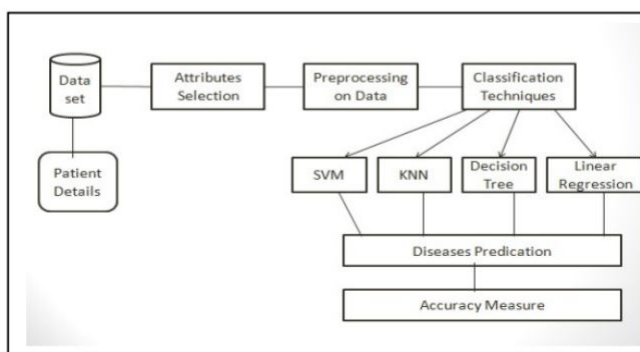 Data
set
Attributes
Selection
Preprocessing
on Data
Classification
Techniques
Patient
Details
SVM
KNN
Decision
Tree
Linear
Regression
Diseases Predication
Accuracy Measure